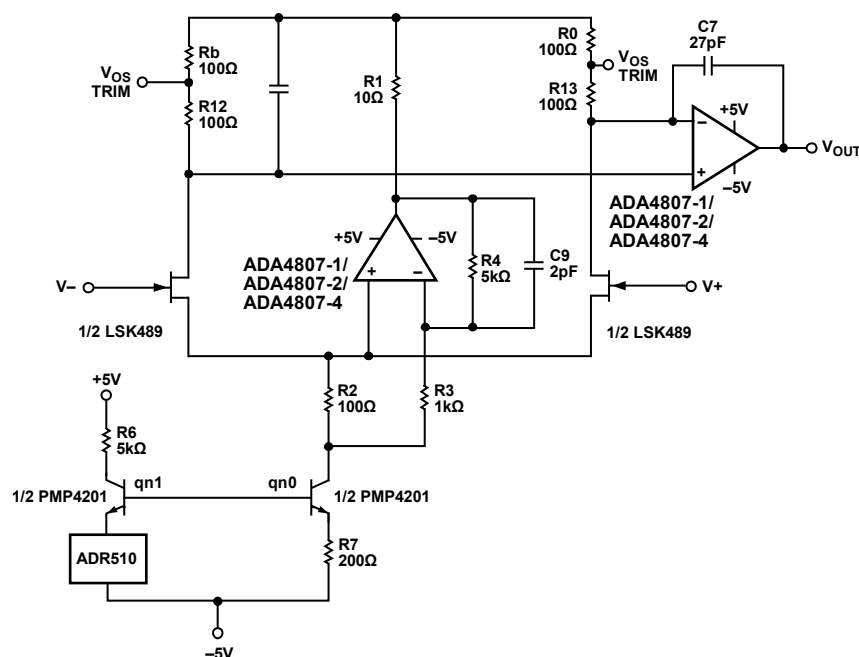 Rb
100Ω
VOS
TRIM
R12
100Ω
R1
10Ω
R0
100Ω
VOS
TRIM
R13
100Ω
C7
27pF
–
+5V
+
–5V
VOUT
ADA4807-1/
ADA4807-2/
ADA4807-4
+5V
–5V
+
–
ADA4807-1/
ADA4807-2/
ADA4807-4
R4
5kΩ
C9
2pF
V–
1/2 LSK489
V+
1/2 LSK489
+5V
R6
5kΩ
R2
100Ω
R3
1kΩ
1/2 PMP4201
qn1
qn0
1/2 PMP4201
ADR510
R7
200Ω
–5V